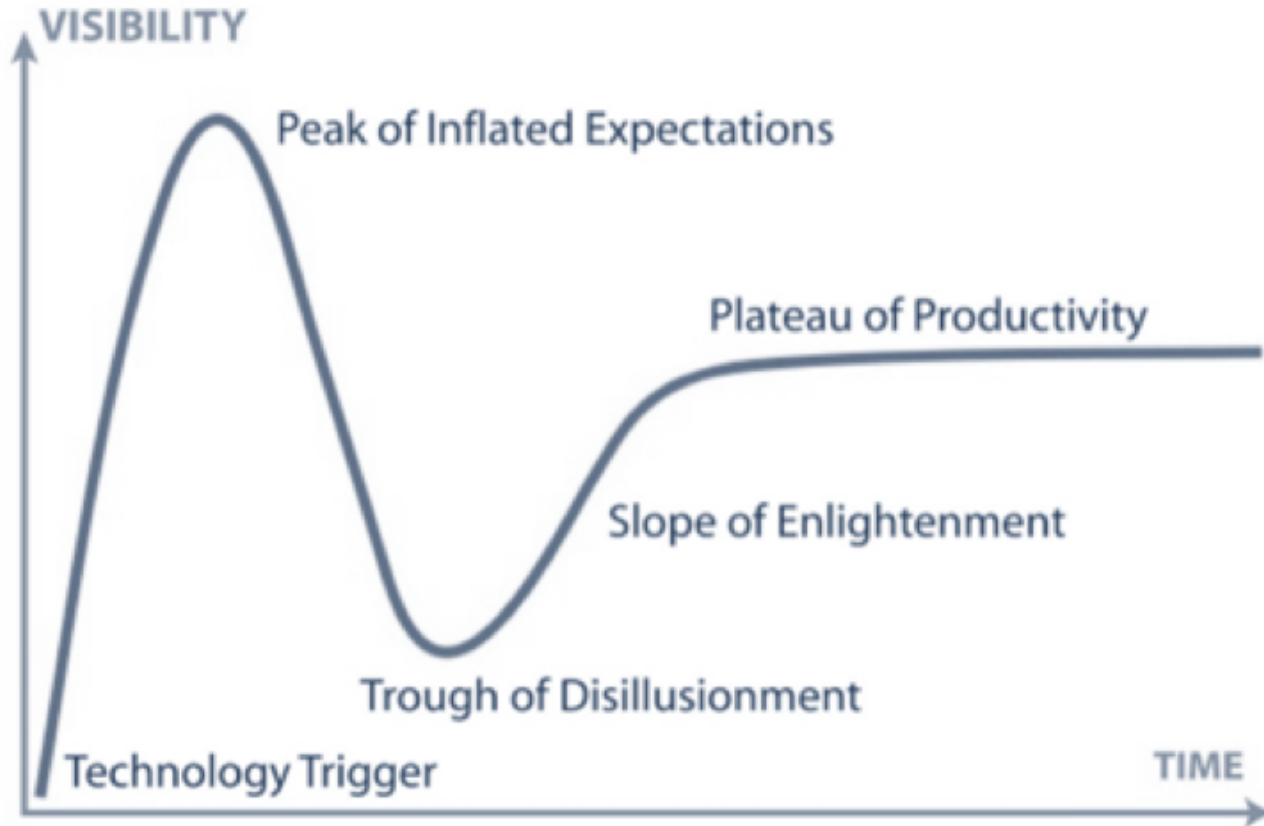 VISIBILITY
Peak of Inflated Expectations
Plateau of Productivity
Slope of Enlightenment
Trough of Disillusionment
Technology Trigger
TIME